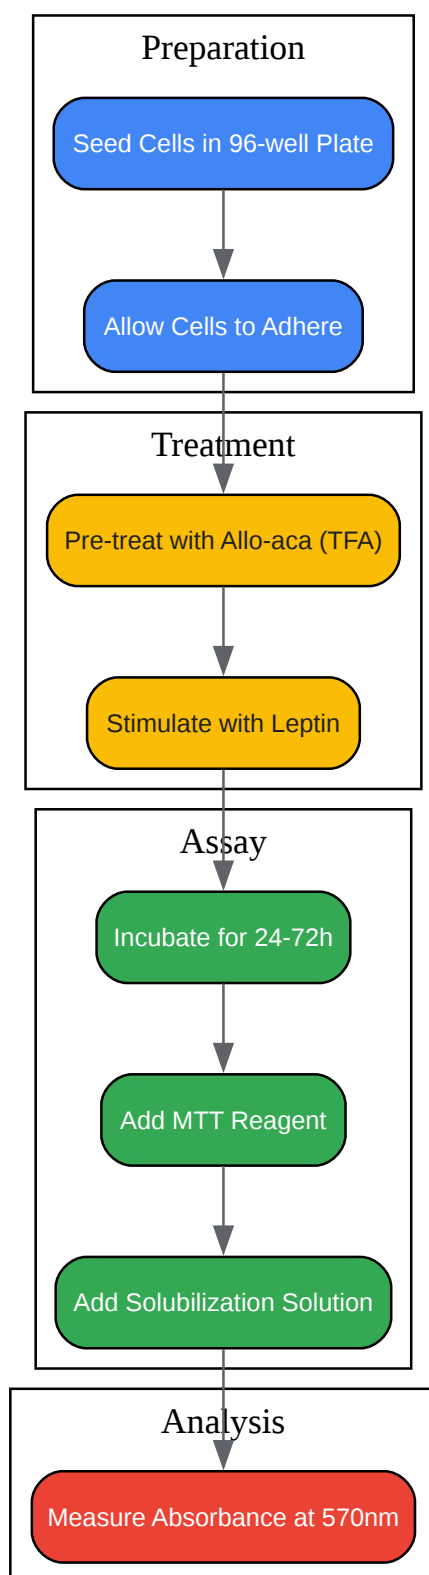 Preparation
Seed Cells in 96-well Plate
Allow Cells to Adhere
Treatment
Pre-treat with Allo-aca (TFA)
Stimulate with Leptin
Assay
Incubate for 24-72h
Add MTT Reagent
Add Solubilization Solution
Analysis
Measure Absorbance at 570nm